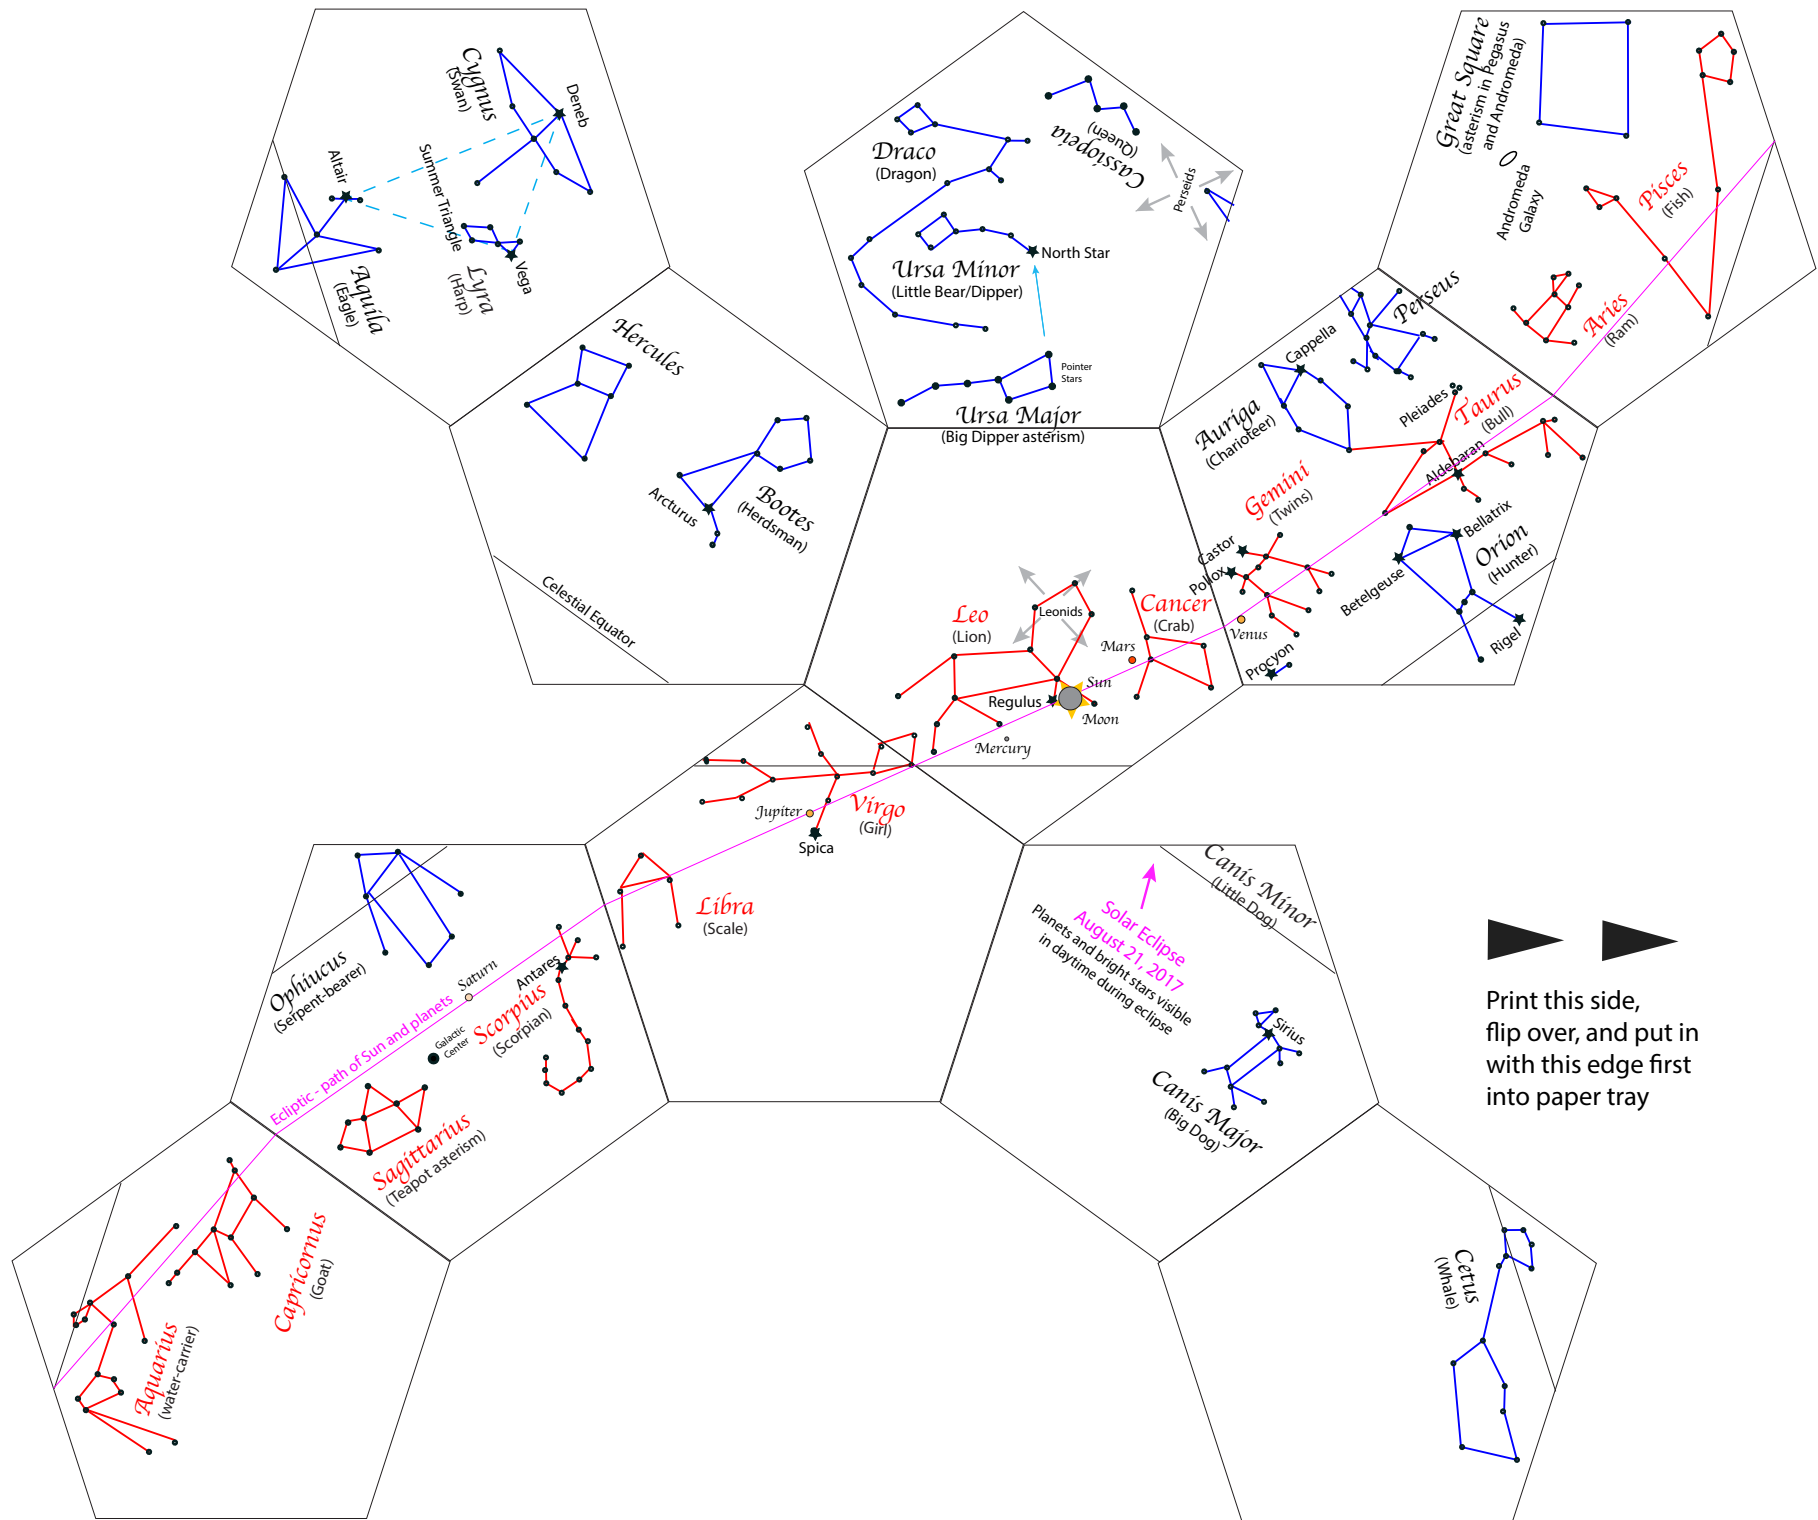 Cygnus
(Swan)
Deneb
Altair
Summer Triangle
Vega
Lyra
(Harp)
Aquila
(Eagle)
Draco
(Dragon)
Cassiopeia
(Queen)
Perseids
Ursa Minor
(Little Bear/Dipper)
North Star
Pointer
Stars
Ursa Major
(Big Dipper asterism)
Great Square
(asterism in Pegasus
and Andromeda)
Andromeda
Galaxy
Pisces
(Fish)
Aries
(Ram)
Hercules
Arcturus
Bootes
(Herdsman)
Celestial Equator
Perseus
Cappella
Auriga
(Charioteer)
Pleiades
Taurus
(Bull)
Aldebaran
Gemini
(Twins)
Castor
Pollox
Bellatrix
Orion
(Hunter)
Betelgeuse
Rigel
Venus
Procyon
Leo
(Lion)
Leonids
Cancer
(Crab)
Mars
Sun
Regulus
Moon
Mercury
Jupiter
Virgo
(Girl)
Spica
Libra
(Scale)
Ophiucus
(Serpent-bearer)
Saturn
Antares
Scorpius
(Scorpian)
Galactic
Center
Ecliptic - path of Sun and planets
Sagittarius
(Teapot asterism)
Capricornus
(Goat)
Aquarius
(water-carrier)
Canis Minor
(Little Dog)
Solar Eclipse
August 21, 2017
Planets and bright stars visible
in daytime during eclipse
Sirius
Canis Major
(Big Dog)
Cetus
(Whale)
Print this side,
flip over, and put in
with this edge first
into paper tray